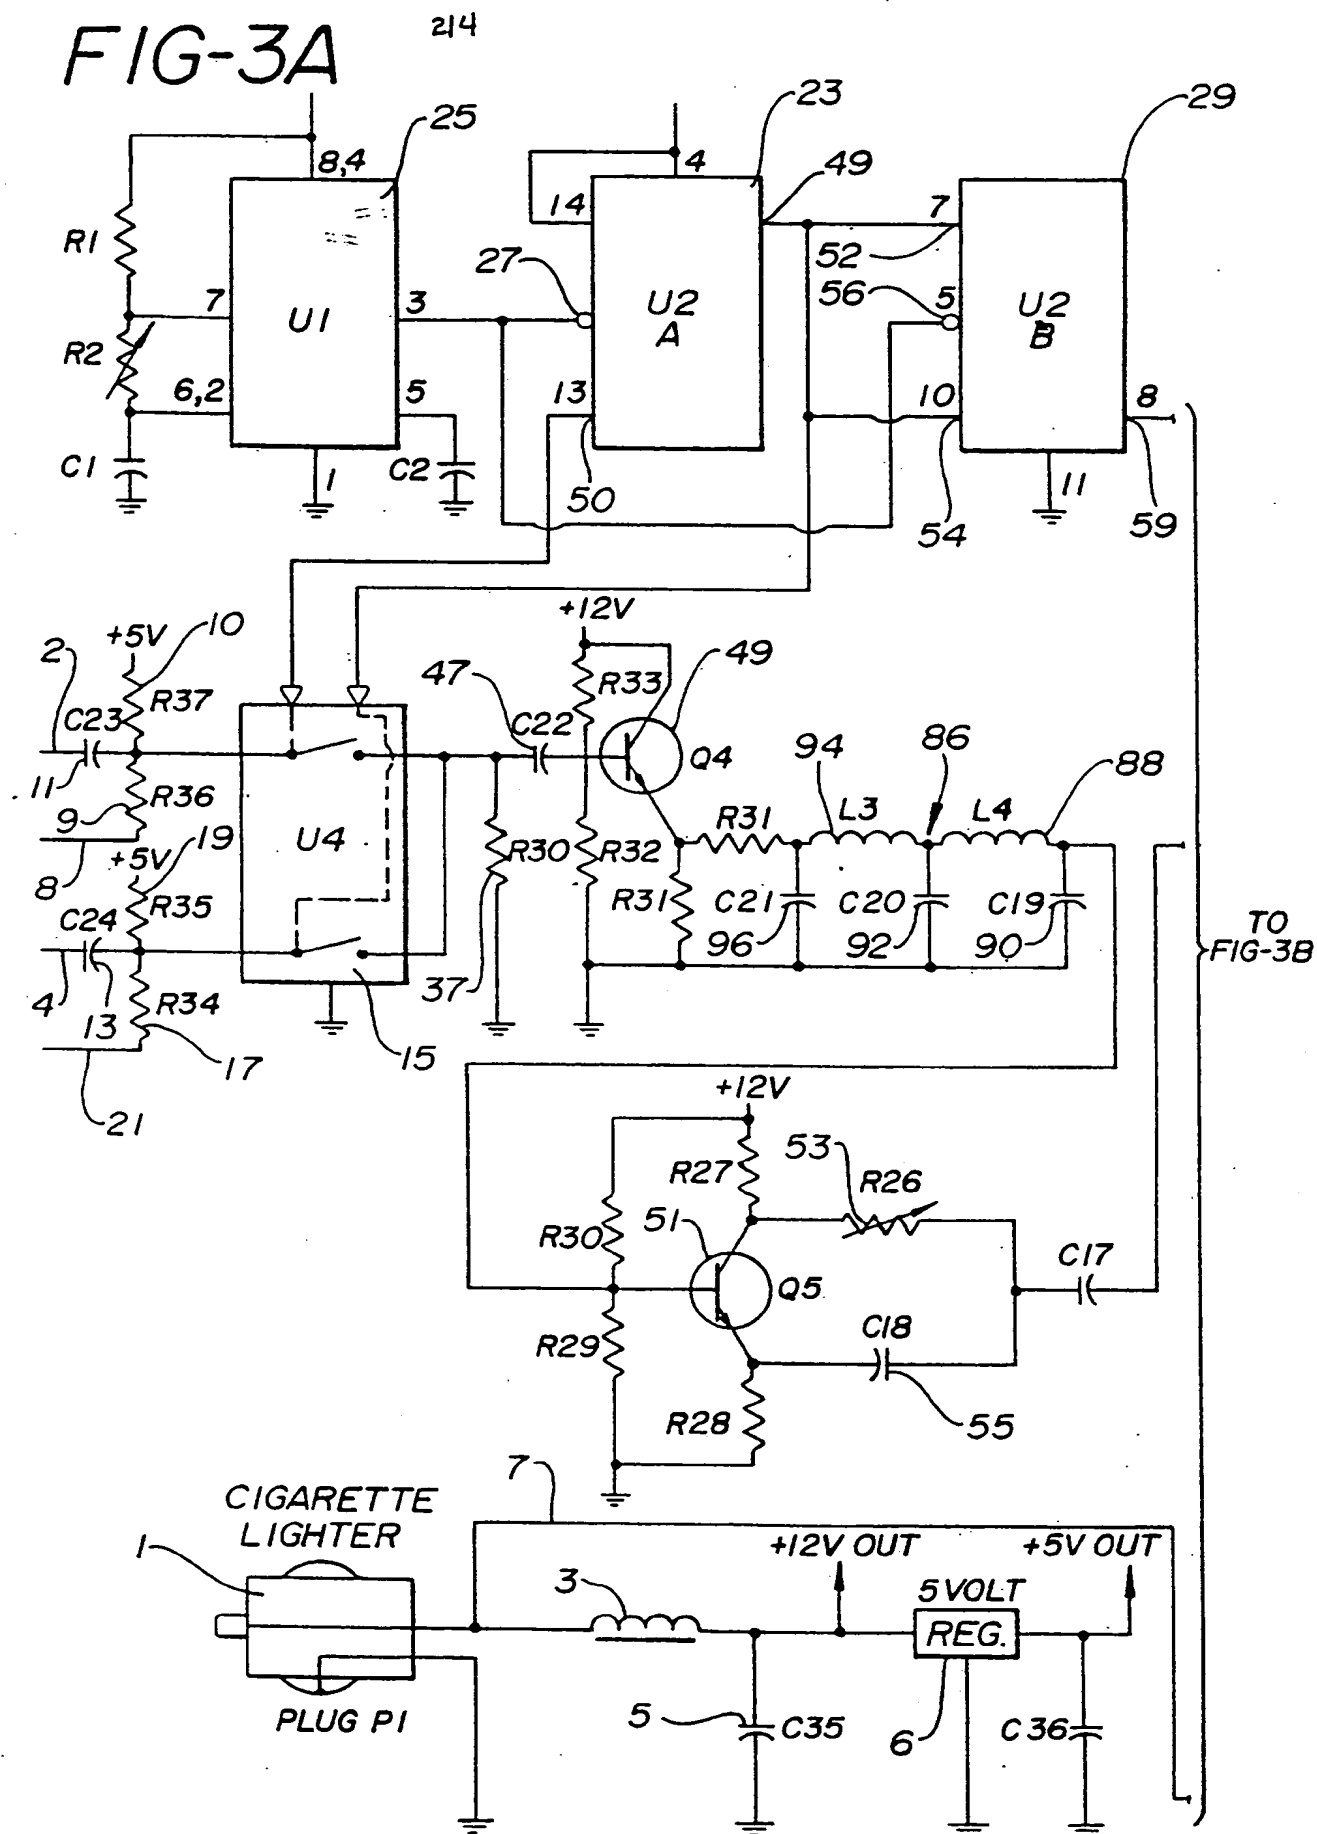 214
FIG-3A
25
23
29
8,4
4
49
14
7
R1
27
52
56
5
7
3
U1
U2
A
U2
B
R2
6,2
5
13
10
8
C1
1
C2
50
11
54
59
+12V
2
+5V
10
47
49
C23
R37
R33
C22
Q4
94
86
88
11
R36
9
L3
L4
R31
8
+5V
19
U4
R30
R32
C24
R35
R31
C21
C20
C19
96
92
90
TO
FIG-3B
4
13
R34
37
17
15
21
+12V
53
R27
R26
51
R30
Q5
C17
R29
C18
R28
55
7
CIGARETTE
LIGHTER
+12V OUT
+5V OUT
1
3
5 VOLT
REG.
PLUG P1
5
C35
6
C36